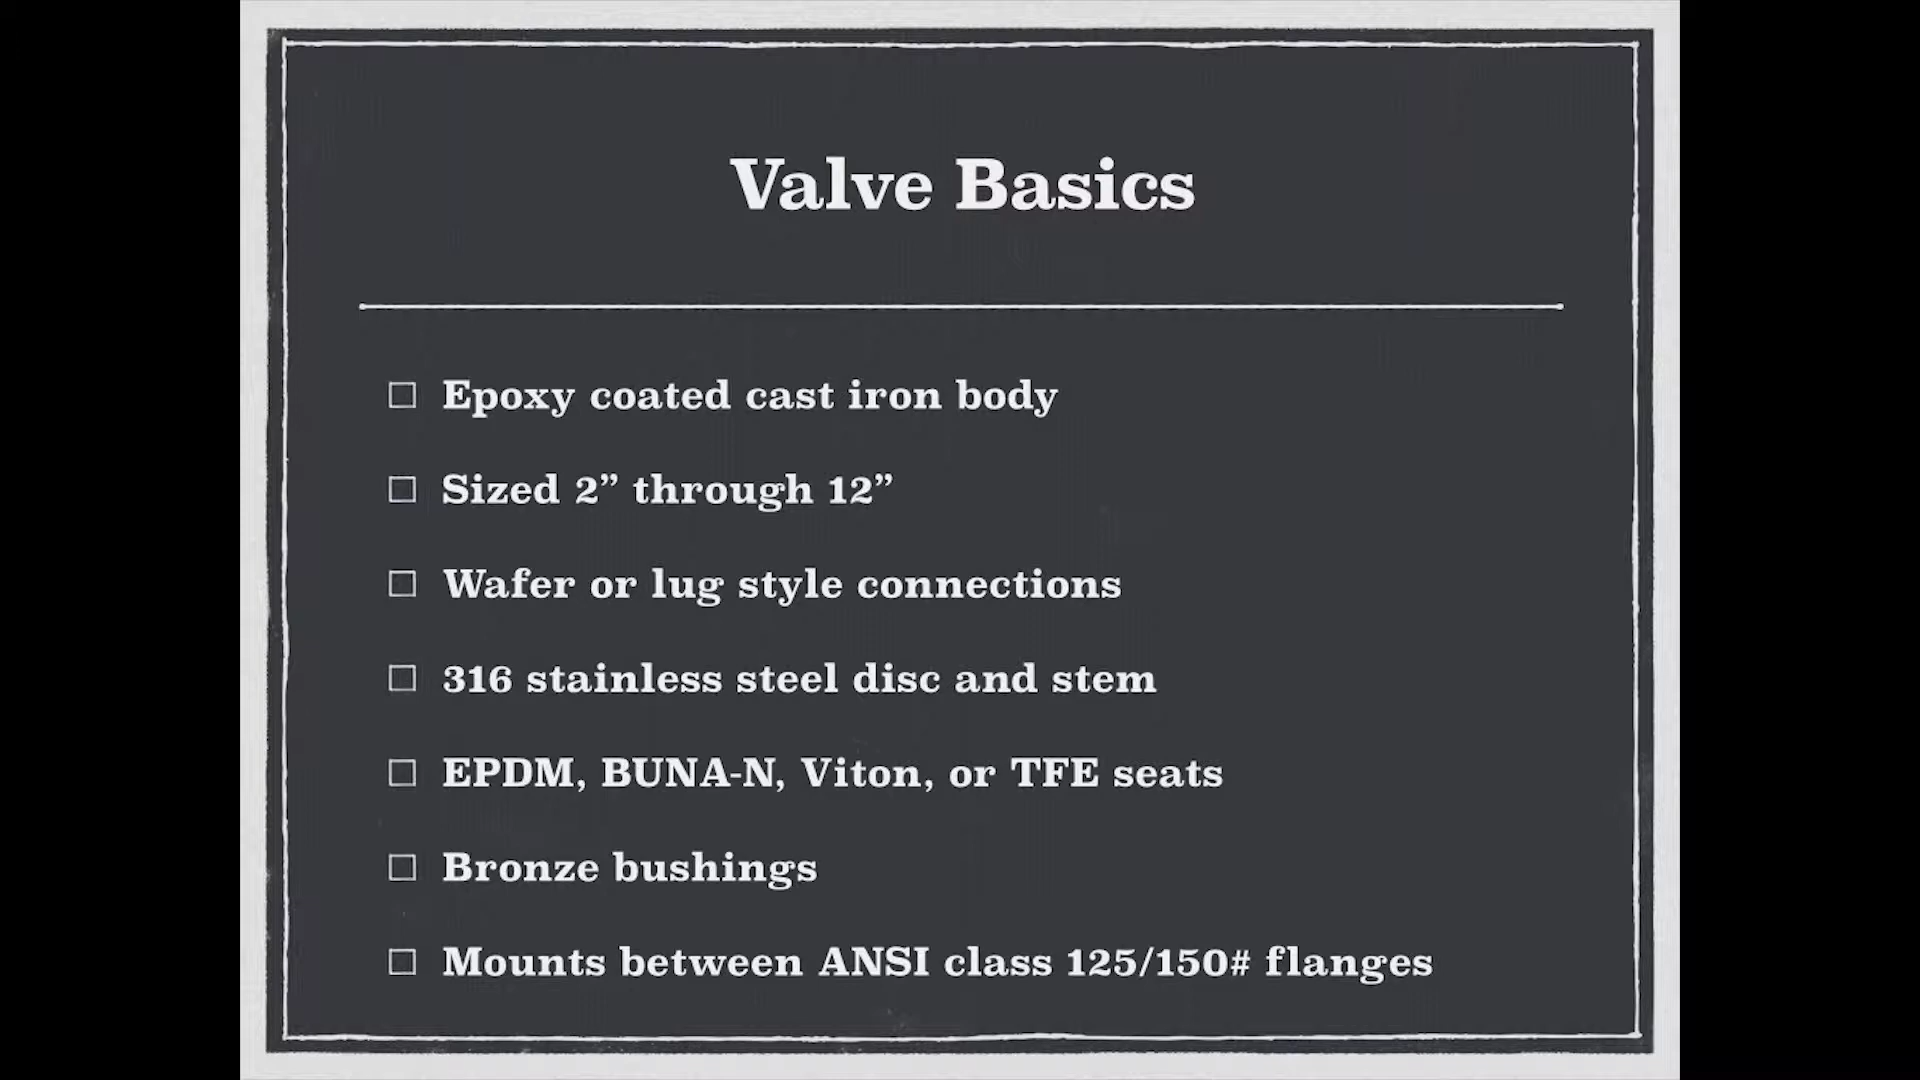 Valve Basics
Epoxy coated cast iron body
Sized 2” through 12”
Wafer or lug style connections
316 stainless steel disc and stem
EPDM, BUNA-N, Viton, or TFE seats
Bronze bushings
Mounts between ANSI class 125/150# flanges